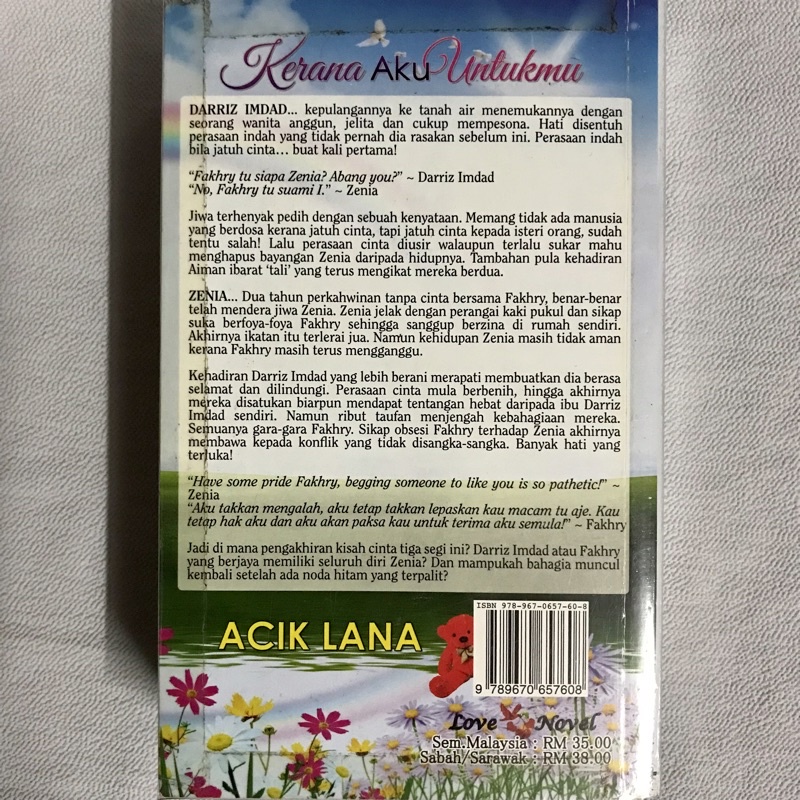 Kerana AKU Untukmu
DARRIZ IMDAD... kepulangannya ke tanah air menemukannya dengan
seorang wanita anggun, jelita dan cukup mempesona. Hati disentuh
perasaan indah yang tidak pernah dia rasakan sebelum ini. Perasaan indah
bila jatuh cinta... buat kali pertama!
“Fakhry tu siapa Zenia? Abang you?” ~ Darriz Imdad
“No, Fakhry tu suami I.” ~ Zenia
Jiwa terhenyak pedih dengan sebuah kenyataan. Memang tidak ada manusia
yang berdosa kerana jatuh cinta, tapi jatuh cinta kepada isteri orang, sudah
tentu salah! Lalu perasaan cinta diusir walaupun terlalu sukar mahu
menghapus bayangan Zenia daripada hidupnya. Tambahan pula kehadiran
Aiman ibarat ‘tali’ yang terus mengikat mereka berdua.
ZENIA... Dua tahun perkahwinan tanpa cinta bersama Fakhry, benar-benar
telah mendera jiwa Zenia. Zenia jelak dengan perangai kaki pukul dan sikap
suka berfoya-foya Fakhry sehingga sanggup berzina di rumah sendiri.
Akhirnya ikatan itu terlerai jua. Namun kehidupan Zenia masih tidak aman
kerana Fakhry masih terus mengganggu.
Kehadiran Darriz Imdad yang lebih berani merapati membuatkan dia berasa
selamat dan dilindungi. Perasaan cinta mula berbenih, hingga akhirnya
mereka disatukan biarpun mendapat tentangan hebat daripada ibu Darriz
Imdad sendiri. Namun ribut taufan menjengah kebahagiaan mereka.
Semuanya gara-gara Fakhry. Sikap obsesi Fakhry terhadap Zenia akhirnya
membawa kepada konflik yang tidak disangka-sangka. Banyak hati yang
terluka!
“Have some pride Fakhry, begging someone to like you is so pathetic!” ~
Zenia
“Aku takkan mengalah, aku tetap takkan lepaskan kau macam tu aje. Kau
tetap hak aku dan aku akan paksa kau untuk terima aku semula!” ~ Fakhry
Jadi di mana pengakhiran kisah cinta tiga segi ini? Darriz Imdad atau Fakhry
yang berjaya memiliki seluruh diri Zenia? Dan mampukah bahagia muncul
kembali setelah ada noda hitam yang terpalit?
ACIK LANA
ISBN 978-967-0657-60-8
9 789670 657608
Love Novel
Sem.Malaysia : RM 35.00
Sabah/Sarawak : RM 38.00